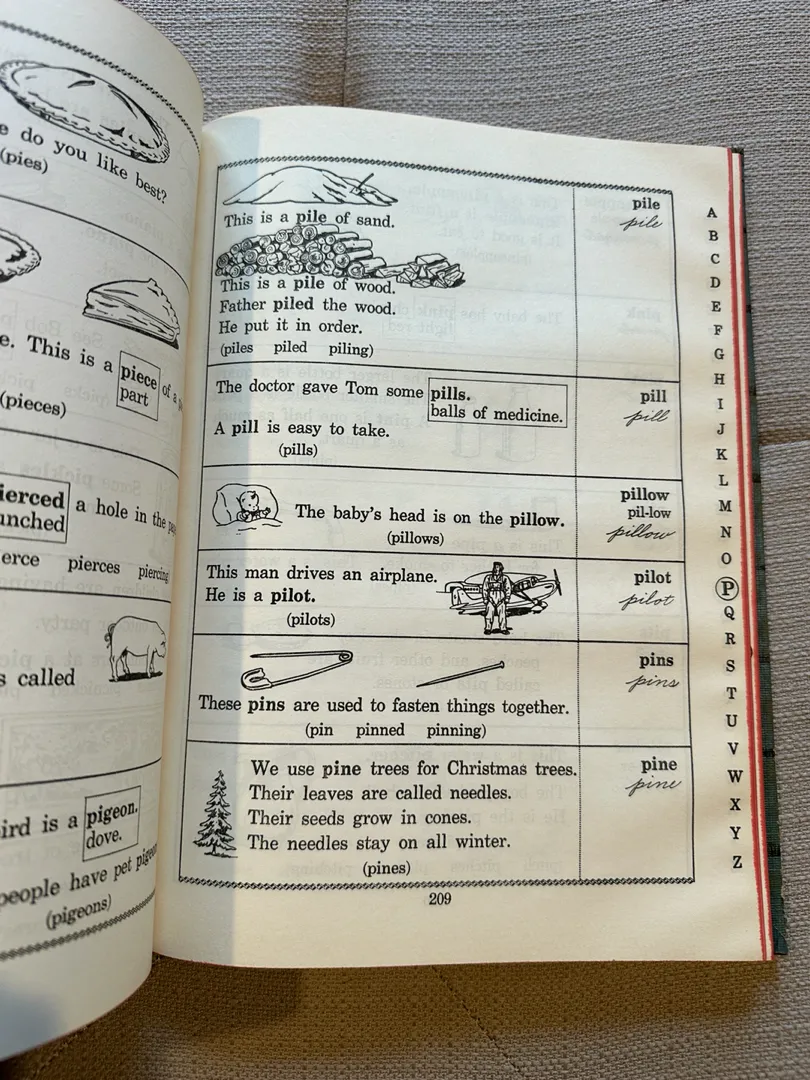 e do you like best?
(pies)
e. This is a piece of a
part
(pieces)
ierced a hole in the
unched
erce pierces piercing
s called
ird is a pigeon.
dove.
people have pet pigeon
(pigeons)
This is a pile of sand.
pile
pile
This is a pile of wood.
Father piled the wood.
He put it in order.
(piles piled piling)
The doctor gave Tom some pills.
balls of medicine.
A pill is easy to take.
(pills)
pill
pill
The baby's head is on the pillow.
(pillows)
pillow
pil-low
pillow
This man drives an airplane.
He is a pilot.
(pilots)
pilot
pilot
These pins are used to fasten things together.
(pin pinned pinning)
pins
pins
We use pine trees for Christmas trees.
Their leaves are called needles.
Their seeds grow in cones.
The needles stay on all winter.
(pines)
pine
pine
209
A
B
C
D
E
F
G
H
I
J
K
L
M
N
O
P
Q
R
S
T
U
V
W
X
Y
Z